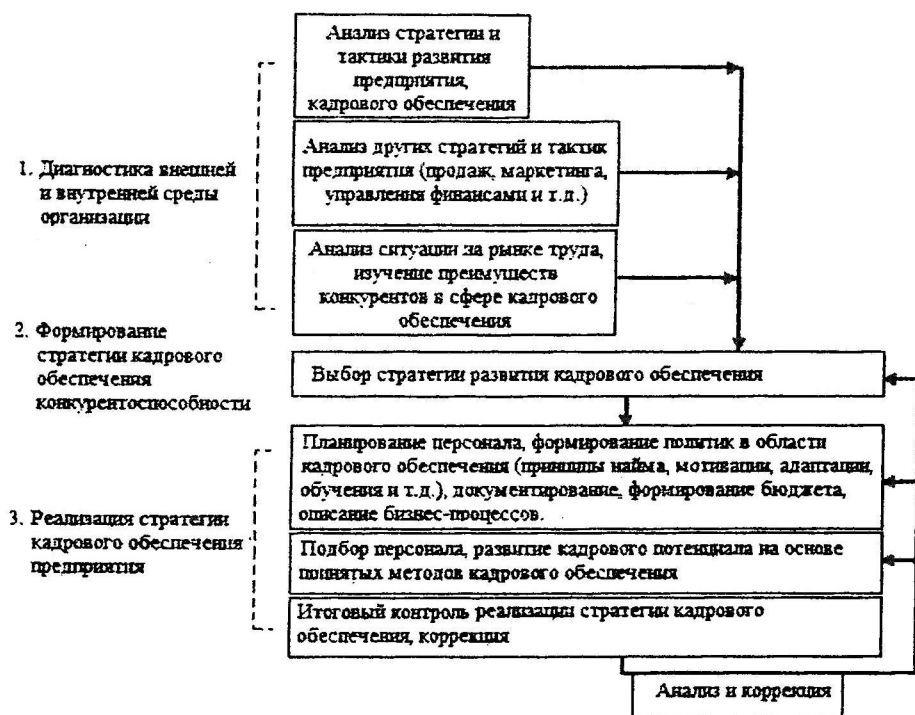 Анализ стратегии и
тактики развития
предприятия,
кадрового обеспечения
1. Диагностика внешней
и внутренней среды
организации
Анализ других стратегий и тактик
предприятия (продаж, маркетинга,
управления финансами и т.д.)
Анализ ситуации на рынке труда,
изучение преимуществ
конкурентов в сфере кадрового
обеспечения
2. Формирование
стратегии кадрового
обеспечения
конкурентоспособности
Выбор стратегии развития кадрового обеспечения
3. Реализация стратегии
кадрового обеспечения
предприятия
Планирование персонала, формирование политик в области
кадрового обеспечения (принципы найма, мотивации, адаптации,
обучения и т.д.), документирование, формирование бюджета,
описание бизнес-процессов.
Подбор персонала, развитие кадрового потенциала на основе
принятых методов кадрового обеспечения
Итоговый контроль реализации стратегии кадрового
обеспечения, коррекция
Анализ и коррекция